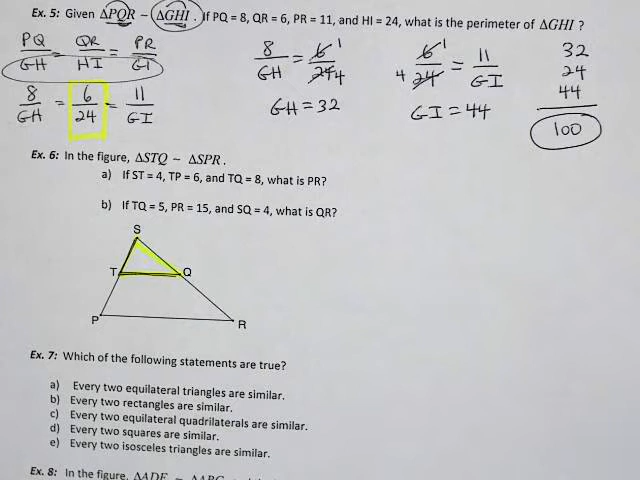 Ex. 5: Given ΔPQR ~ ΔGHI. If PQ = 8, QR = 6, PR = 11, and HI = 24, what is the perimeter of ΔGHI ?
PQ/GH = QR/HI = PR/GI
8/GH = 6/24 = 11/GI
8/GH = 6/24 1 4
GH = 32
6/24 1 4 = 11/GI
GI = 44
32
24
44
100
Ex. 6: In the figure, ΔSTQ ~ ΔSPR.
a) If ST = 4, TP = 6, and TQ = 8, what is PR?
b) If TQ = 5, PR = 15, and SQ = 4, what is QR?
S
T Q
P R
Ex. 7: Which of the following statements are true?
a) Every two equilateral triangles are similar.
b) Every two rectangles are similar.
c) Every two equilateral quadrilaterals are similar.
d) Every two squares are similar.
e) Every two isosceles triangles are similar.
Ex. 8: In the figure, ΔADE ~